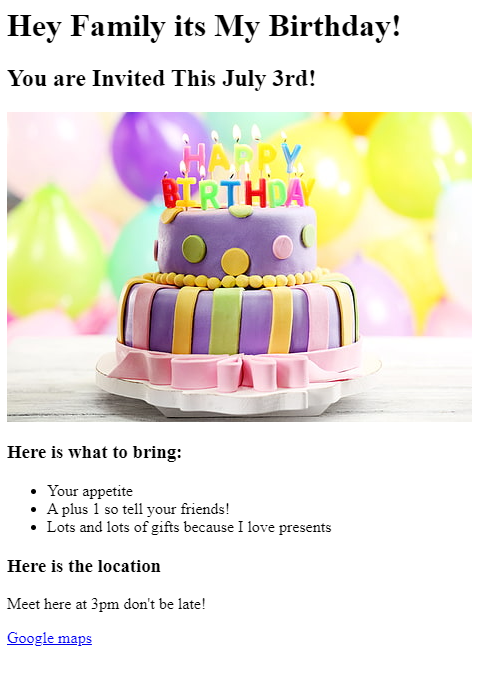 Hey Family its My Birthday!
You are Invited This July 3rd!
HAPPY
BIRTHDAY
Here is what to bring:
Your appetite
A plus 1 so tell your friends!
Lots and lots of gifts because I love presents
Here is the location
Meet here at 3pm don't be late!
Google maps